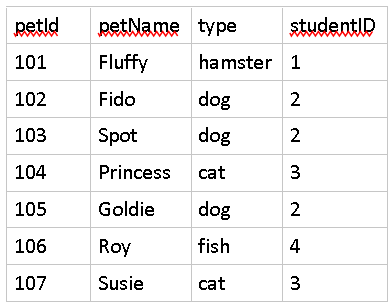 petId petName type studentID
101 Fluffy hamster 1
102 Fido dog 2
103 Spot dog 2
104 Princess cat 3
105 Goldie dog 2
106 Roy fish 4
107 Susie cat 3